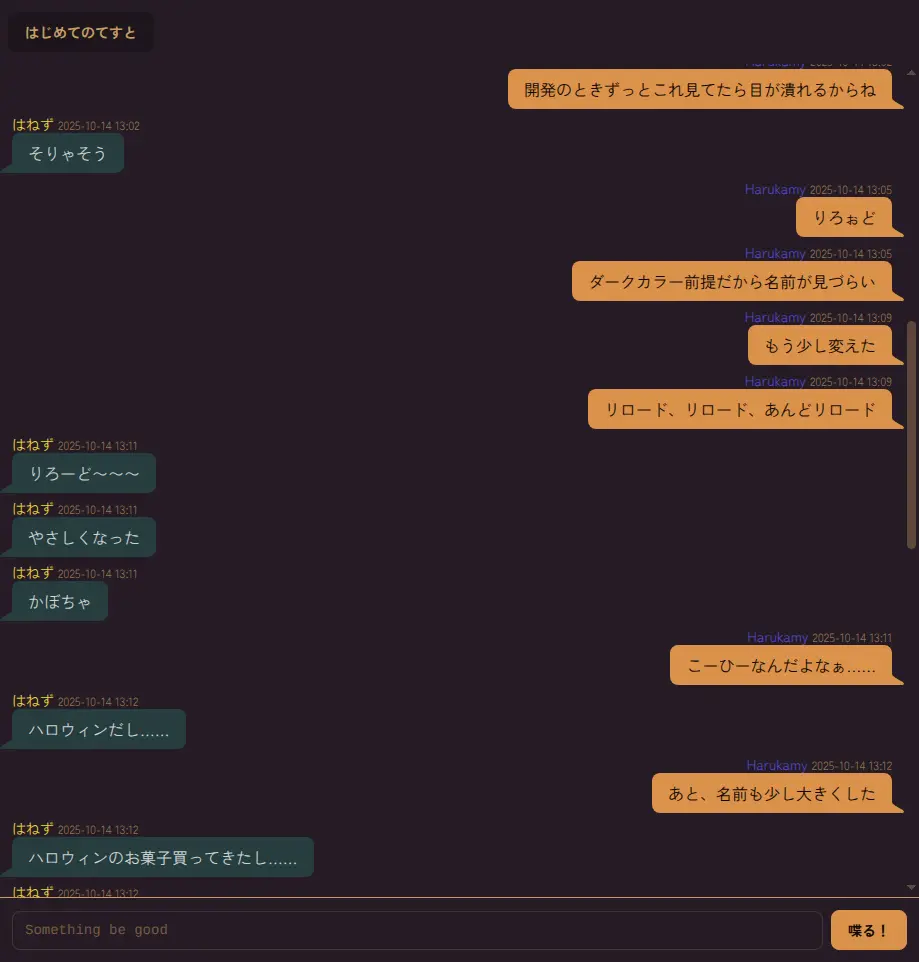 はじめてのてすと
Harukamy 2025-10-14 13:02
開発のときずっとこれ見てたら目が潰れるからね
はねず 2025-10-14 13:02
そりゃそう
Harukamy 2025-10-14 13:05
りろぉど
Harukamy 2025-10-14 13:05
ダークカラー前提だから名前が見づらい
Harukamy 2025-10-14 13:09
もう少し変えた
Harukamy 2025-10-14 13:09
リロード、リロード、あんどリロード
はねず 2025-10-14 13:11
りろーど～～～
はねず 2025-10-14 13:11
やさしくなった
はねず 2025-10-14 13:11
かぼちゃ
Harukamy 2025-10-14 13:11
こーひーなんだよなぁ……
はねず 2025-10-14 13:12
ハロウィンだし……
Harukamy 2025-10-14 13:12
あと、名前も少し大きくした
はねず 2025-10-14 13:12
ハロウィンのお菓子買ってきたし……
はねず 2025-10-14 13:12
Something be good
喋る！